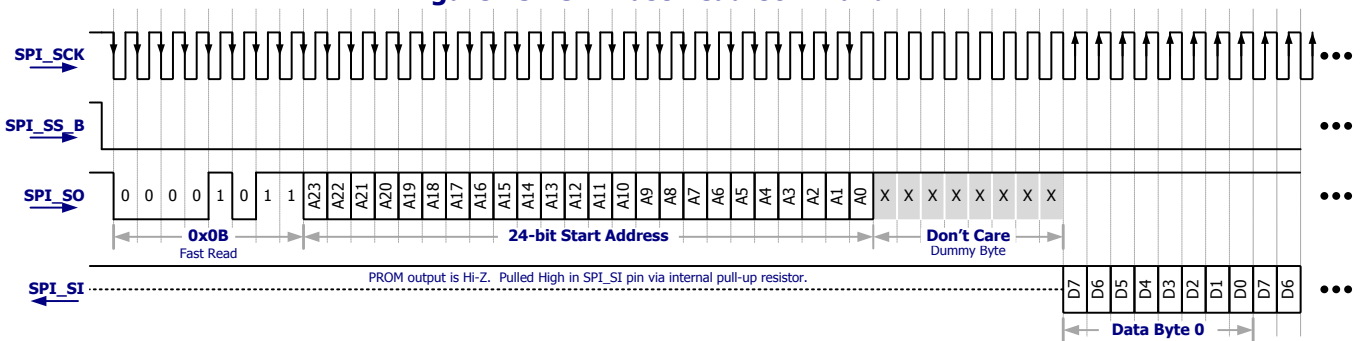 SPI_SCK
SPI_SS_B
SPI_SO 0 0 0 0 1 0 1 1 A23 A22 A21 A20 A19 A18 A17 A16 A15 A14 A13 A12 A11 A10 A9 A8 A7 A6 A5 A4 A3 A2 A1 A0 X X X X X X X X
0x0B 24-bit Start Address Don't Care
Fast Read Dummy Byte
PROM output is Hi-Z. Pulled High in SPI_SI pin via internal pull-up resistor.
SPI_SI D7 D6 D5 D4 D3 D2 D1 D0 D7 D6
Data Byte 0